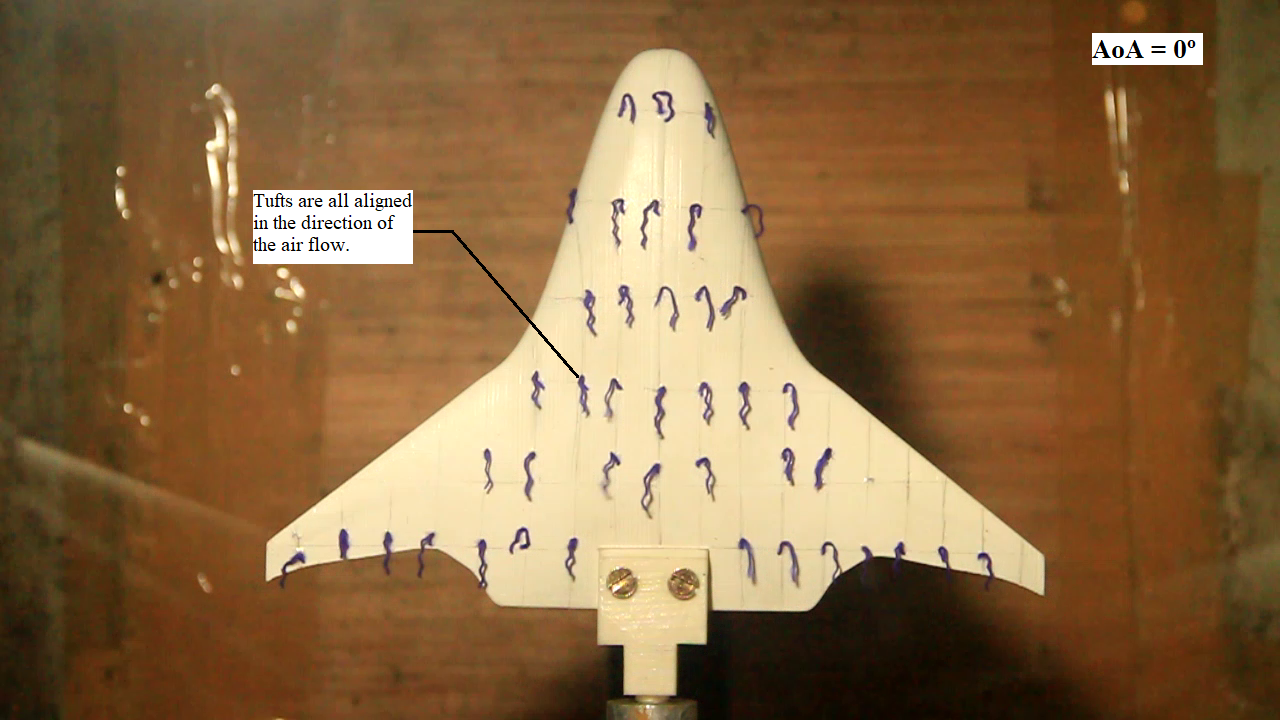 AoA = 0º
Tufts are all aligned
in the direction of
the air flow.